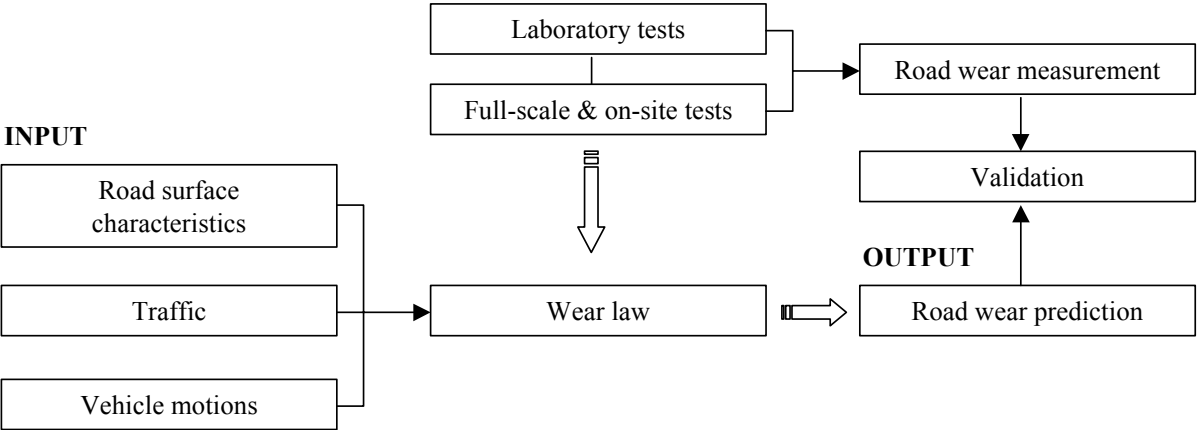 Laboratory tests
Road wear measurement
Full-scale & on-site tests
INPUT
Road surface
characteristics
Validation
OUTPUT
Traffic
Wear law
Road wear prediction
Vehicle motions